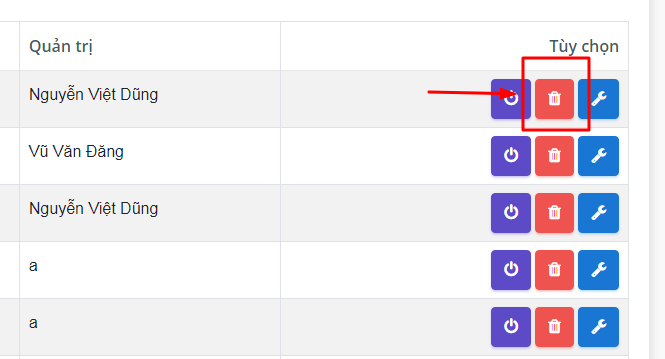 Quản trị
Tùy chọn
Nguyễn Việt Dũng
Vũ Văn Đăng
Nguyễn Việt Dũng
a
a